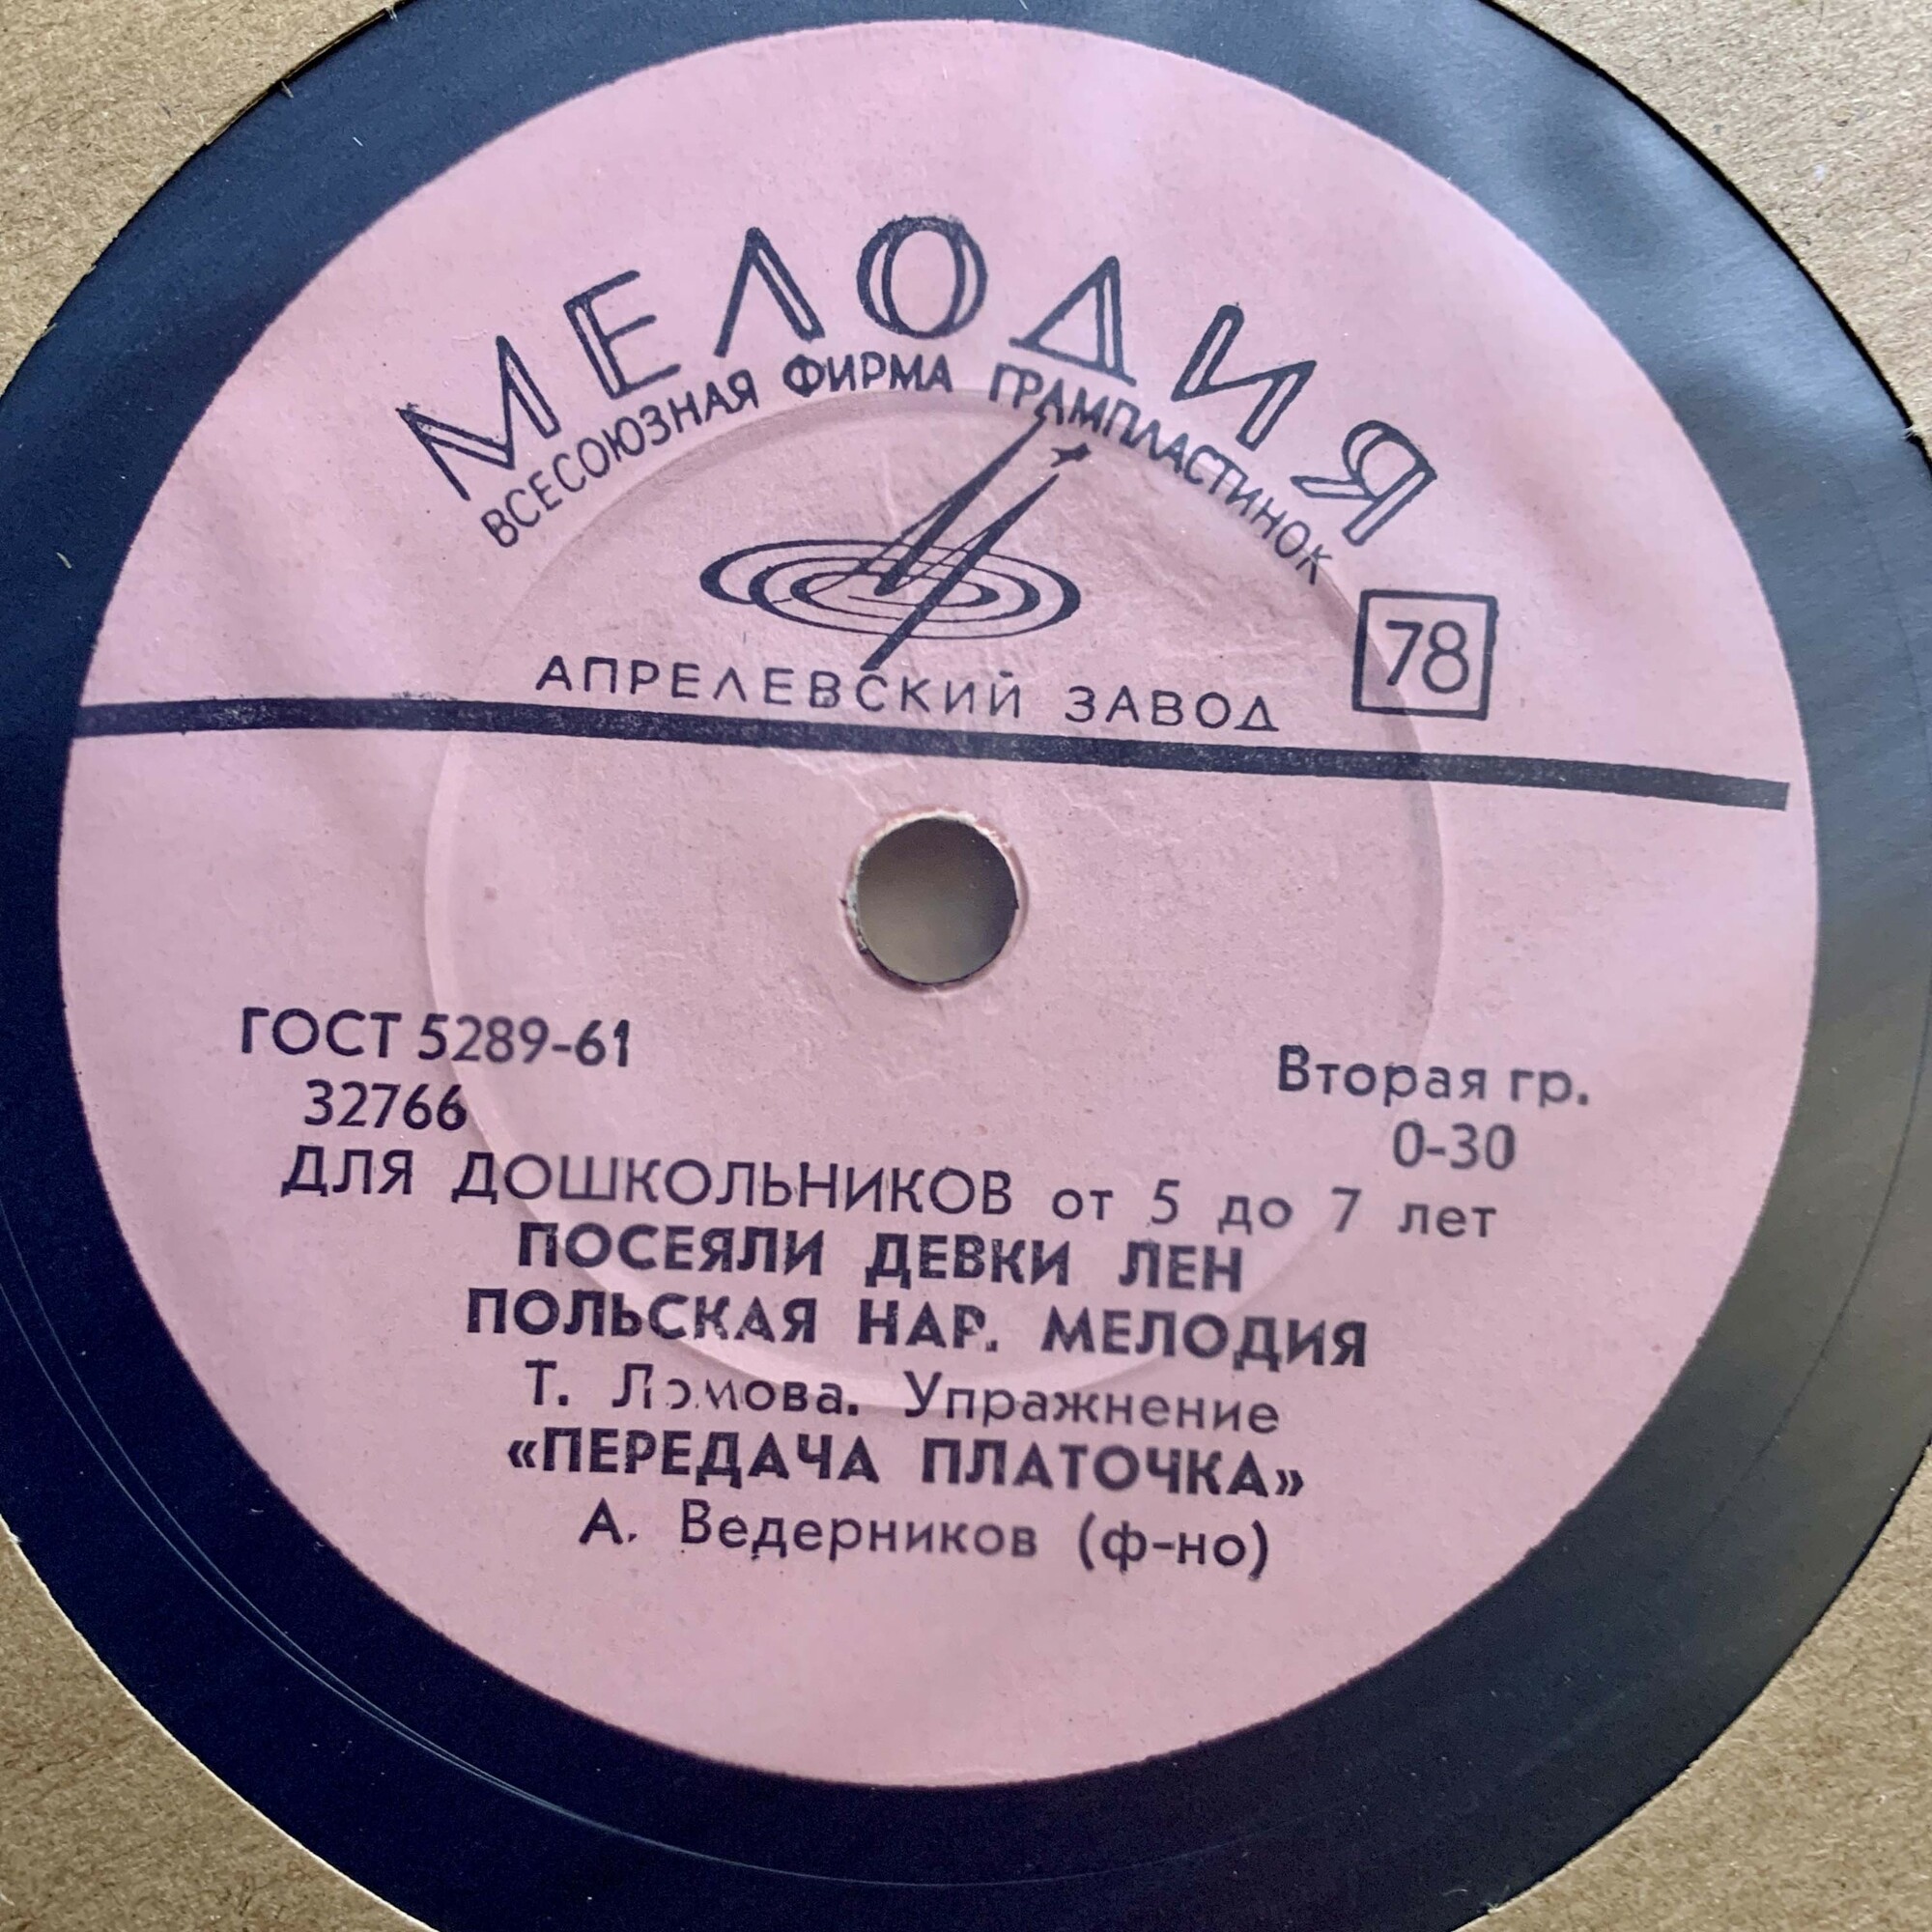 МЕЛОДИЯ
ВСЕСОЮЗНАЯ ФИРМА ГРАМПЛАСТИНОК
АПРЕЛЕВСКИЙ ЗАВОД
78
ГОСТ 5289-61
32766
Вторая гр.
0-30
ДЛЯ ДОШКОЛЬНИКОВ от 5 до 7 лет
ПОСЕЯЛИ ДЕВКИ ЛЕН
ПОЛЬСКАЯ НАР. МЕЛОДИЯ
Т. Ломова. Упражнение
«ПЕРЕДАЧА ПЛАТОЧКА»
А. Ведерников (ф-но)